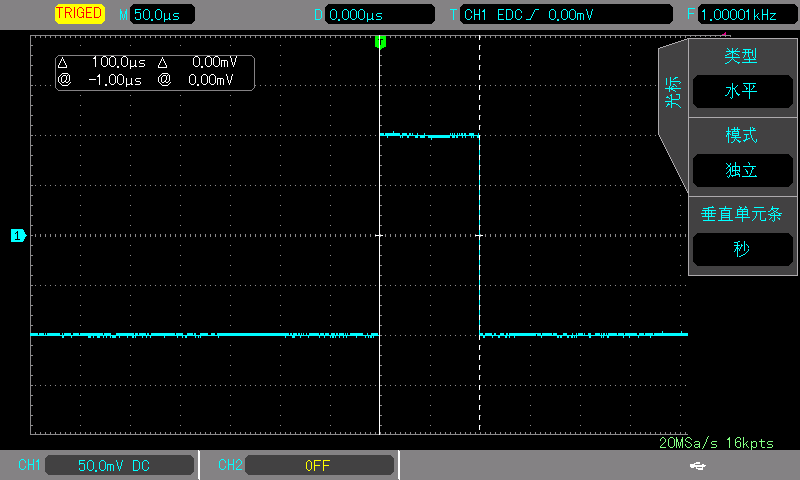 TRIGED M 50.0µs D 0.000µs T CH1 EDC 0.00mV F 1.00001kHz
T
△ 100.0µs △ 0.00mV
@ -1.00µs @ 0.00mV
光标
类型
水平
模式
独立
垂直单元条
秒
1
20MSa/s 16kpts
CH1 50.0mV DC CH2 OFF